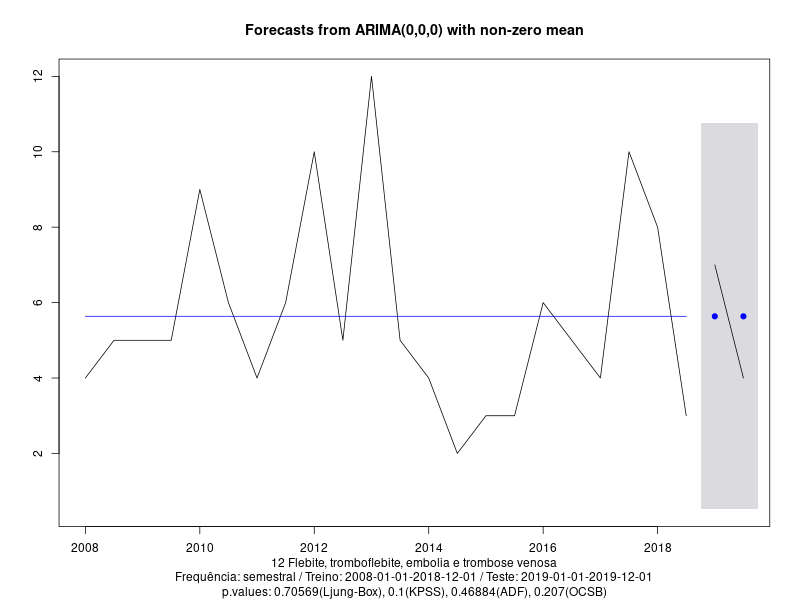 Forecasts from ARIMA(0,0,0) with non-zero mean
12
10
8
6
4
2
2008 2010 2012 2014 2016 2018
12 Flebite, tromboflebite, embolia e trombose venosa
Frequência: semestral / Treino: 2008-01-01-2018-12-01 / Teste: 2019-01-01-2019-12-01
p.values: 0.70569(Ljung-Box), 0.1(KPSS), 0.46884(ADF), 0.207(OCSB)